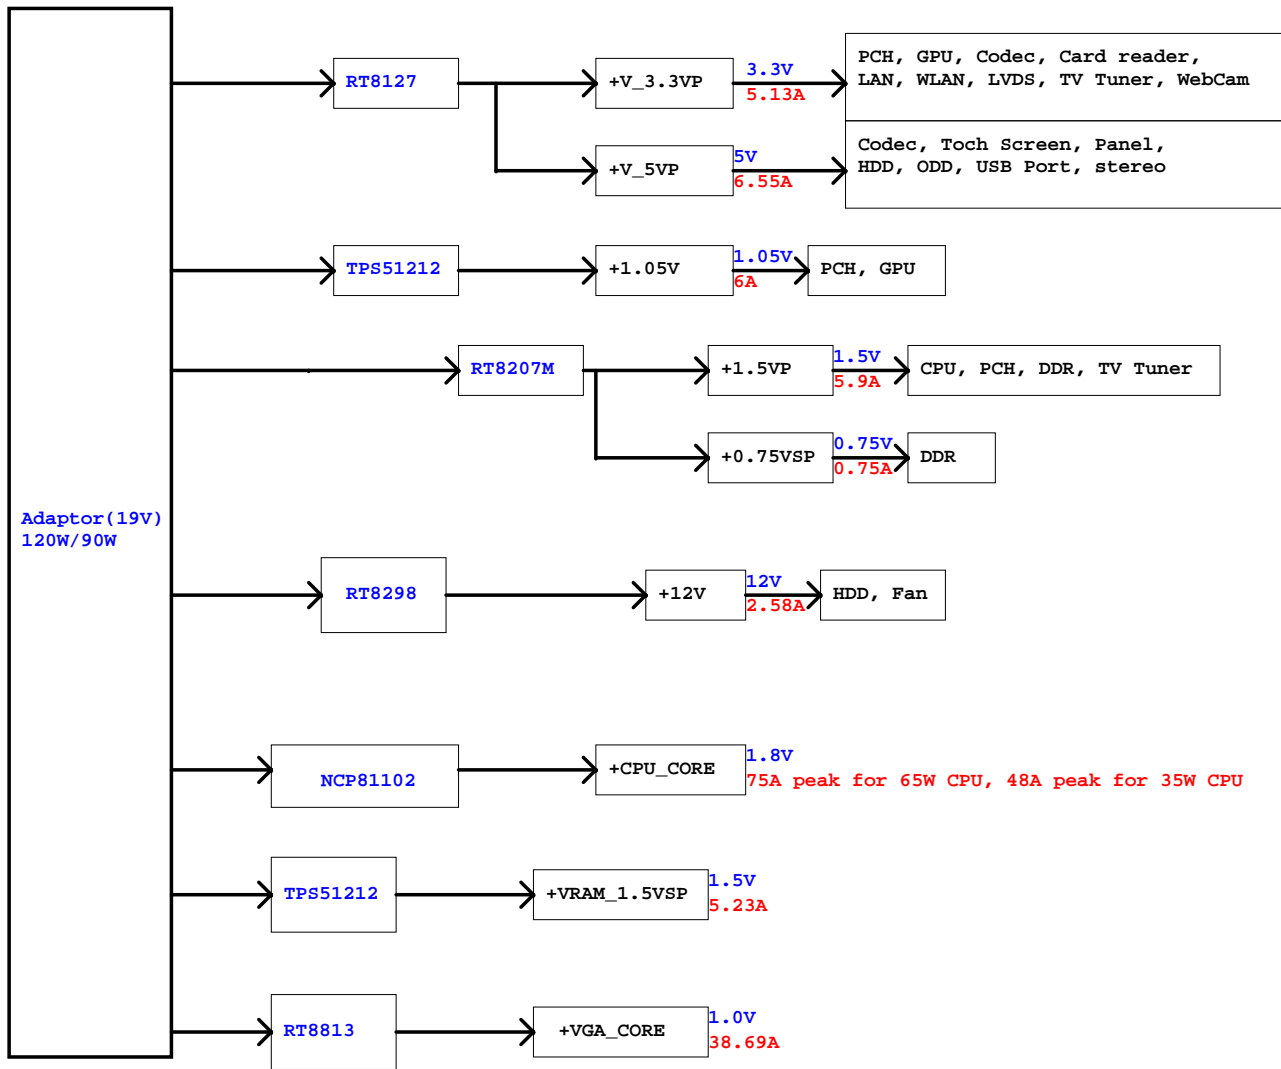 RT8127
+V_3.3VP
3.3V
5.13A
PCH, GPU, Codec, Card reader,
LAN, WLAN, LVDS, TV Tuner, WebCam
+V_5VP
5V
6.55A
Codec, Toch Screen, Panel,
HDD, ODD, USB Port, stereo
TPS51212
+1.05V
1.05V
6A
PCH, GPU
RT8207M
+1.5VP
1.5V
5.9A
CPU, PCH, DDR, TV Tuner
+0.75VSP
0.75V
0.75A
DDR
Adaptor(19V)
120W/90W
RT8298
+12V
12V
2.58A
HDD, Fan
NCP81102
+CPU_CORE
1.8V
75A peak for 65W CPU, 48A peak for 35W CPU
TPS51212
+VRAM_1.5VSP
1.5V
5.23A
RT8813
+VGA_CORE
1.0V
38.69A